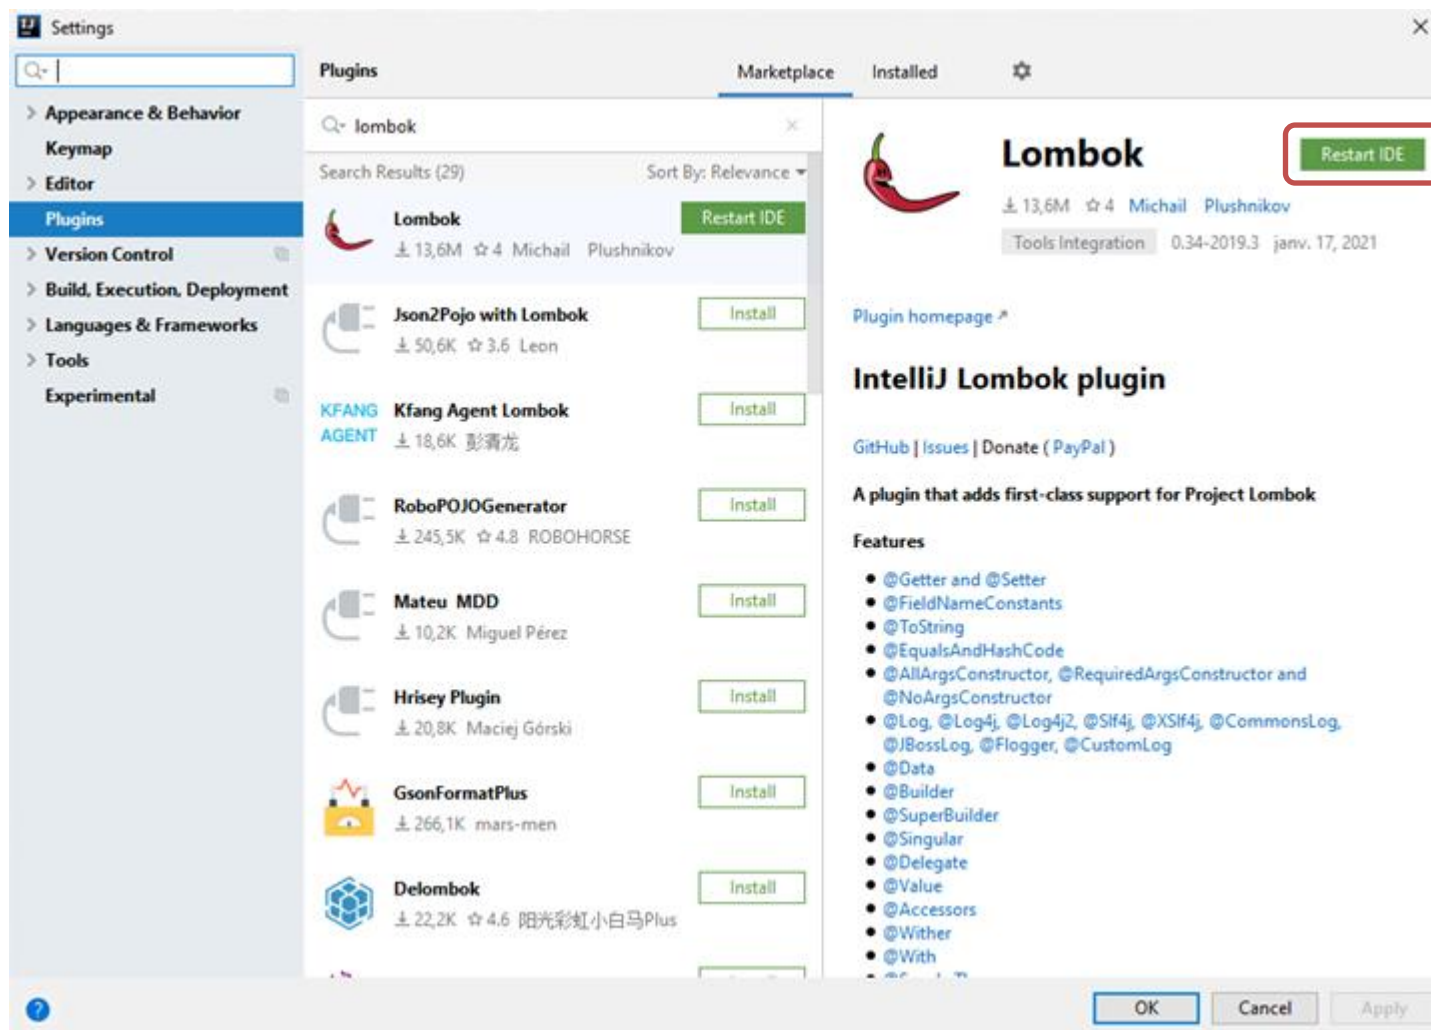 Settings
Appearance & Behavior
Keymap
Editor
Plugins
Version Control
Build, Execution, Deployment
Languages & Frameworks
Tools
Experimental
Plugins
Marketplace
Installed
lombok
Search Results (29)
Sort By: Relevance
Lombok
Restart IDE
13,6M 4 Michail Plushnikov
Json2Pojo with Lombok
Install
50,6K 3.6 Leon
KFANG
AGENT
Kfang Agent Lombok
Install
18,6K 彭清龙
RoboPOJOGenerator
Install
245,5K 4.8 ROBOHORSE
Mateu MDD
Install
10,2K Miguel Pérez
Hrisey Plugin
Install
20,8K Maciej Górski
GsonFormatPlus
Install
266,1K mars-men
Delombok
Install
22,2K 4.6 阳光彩虹小白马Plus
Lombok
Restart IDE
13,6M 4 Michail Plushnikov
Tools Integration 0.34-2019.3 janv. 17, 2021
Plugin homepage
IntelliJ Lombok plugin
GitHub | Issues | Donate ( PayPal )
A plugin that adds first-class support for Project Lombok
Features
@Getter and @Setter
@FieldNameConstants
@ToString
@EqualsAndHashCode
@AllArgsConstructor, @RequiredArgsConstructor and
@NoArgsConstructor
@Log, @Log4j, @Log4j2, @Slf4j, @XSlf4j, @CommonsLog,
@JBossLog, @Flogger, @CustomLog
@Data
@Builder
@SuperBuilder
@Singular
@Delegate
@Value
@Accessors
@Wither
@With
?
OK
Cancel
Apply